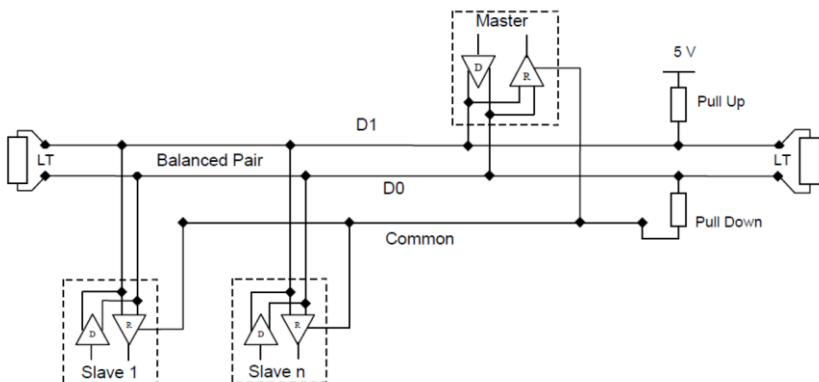 Master
D
R
5 V
Pull Up
D1
LT
Balanced Pair
LT
D0
Pull Down
Common
D
R
D
R
Slave 1
Slave n